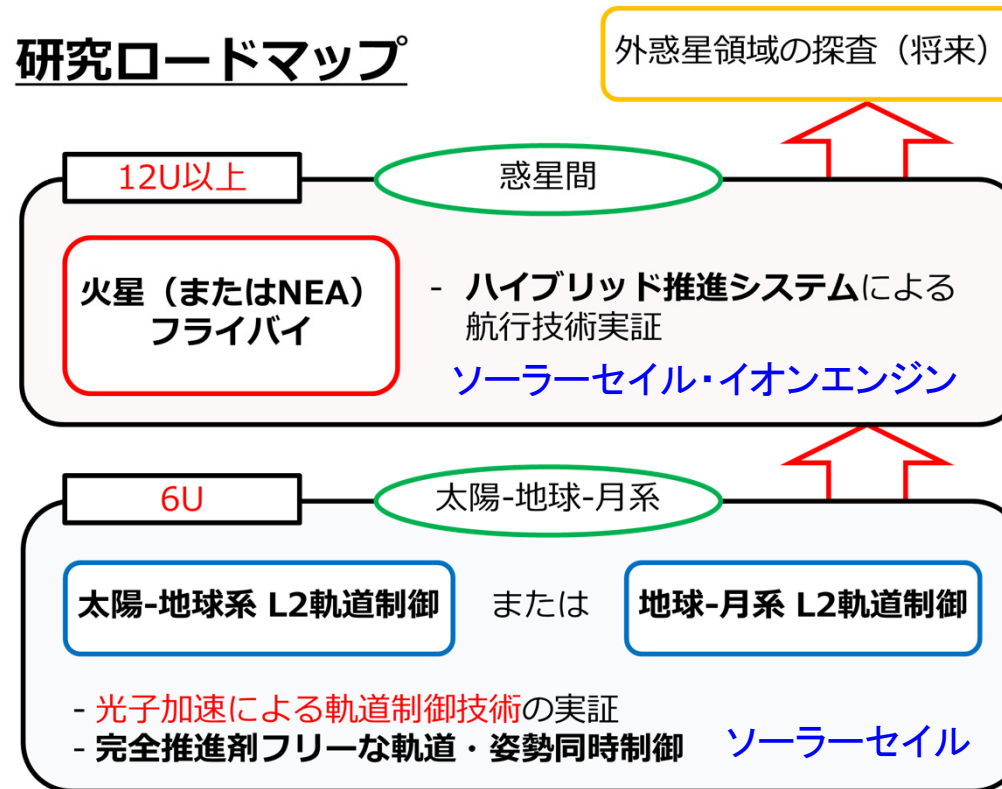 研究ロードマップ
外惑星領域の探査（将来）
12U以上
惑星間
火星（またはNEA）
フライバイ
- ハイブリッド推進システムによる
航行技術実証
ソーラーセイル・イオンエンジン
6U
太陽-地球-月系
太陽-地球系 L2軌道制御
または
地球-月系 L2軌道制御
- 光子加速による軌道制御技術の実証
- 完全推進剤フリーな軌道・姿勢同時制御
ソーラーセイル